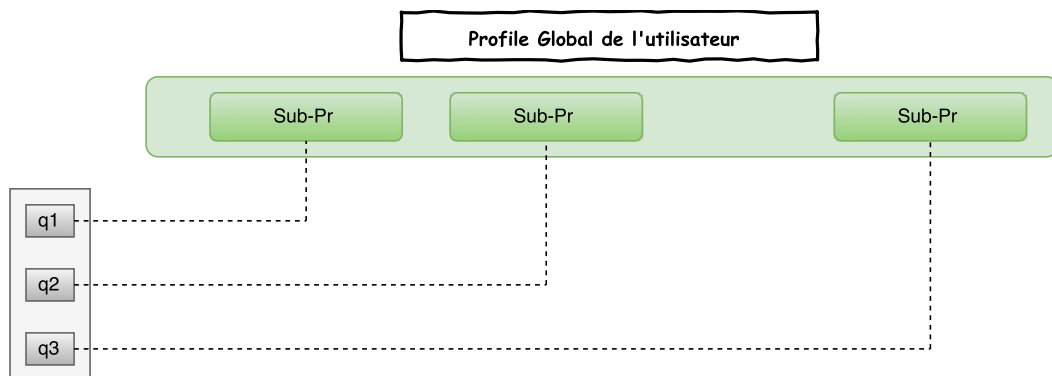 Profile Global de l'utilisateur
Sub-Pr Sub-Pr Sub-Pr
q1
q2
q3